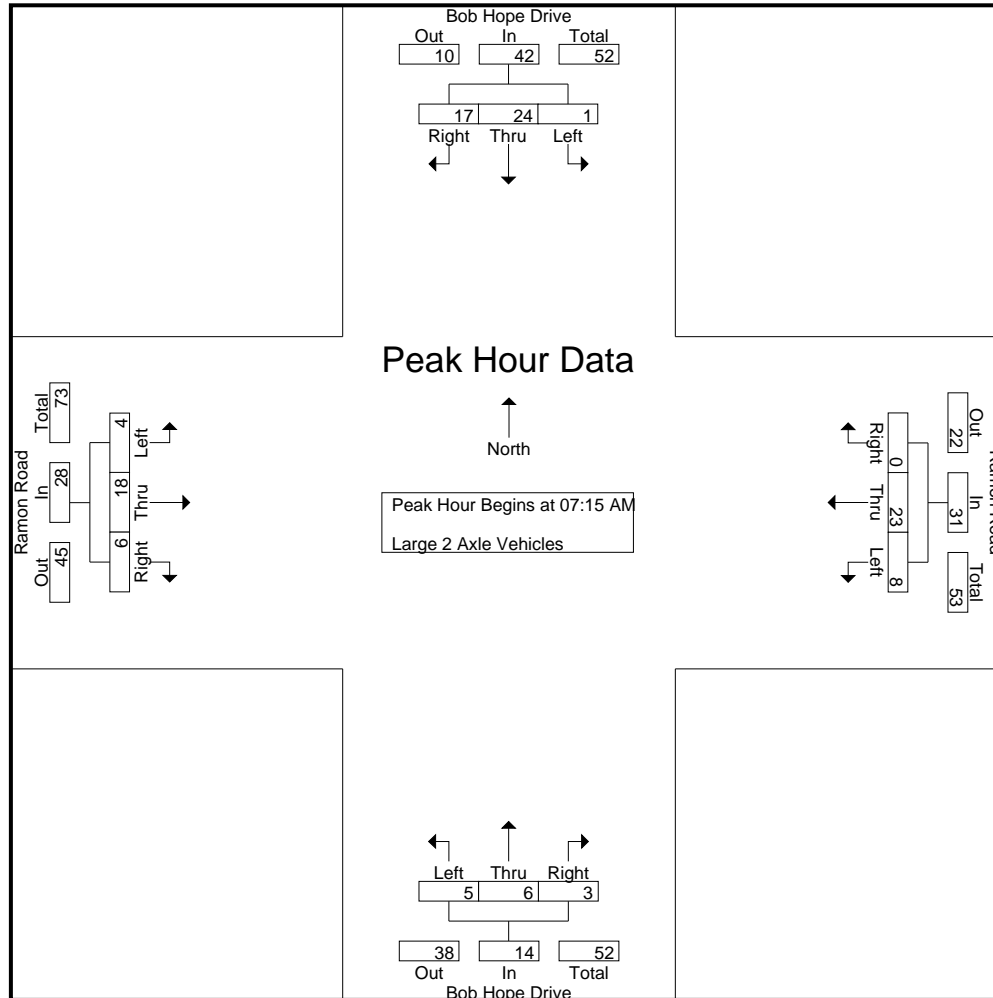 Bob Hope Drive
Out In Total
10 42 52
17 24 1
Right Thru Left
Peak Hour Data
North
Peak Hour Begins at 07:15 AM
Large 2 Axle Vehicles
Ramon Road
Total In Out
73 28 45
4 18 6
Left Thru Right
Right Thru Left
0 23 8
22 31 53
Out In Total
Ramon Road
Left Thru Right
5 6 3
38 14 52
Out In Total
Bob Hope Drive